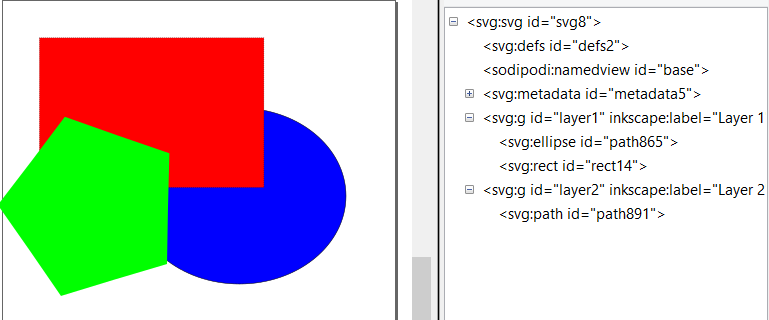 <svg:svg id="svg8">
<svg:defs id="defs2">
<sodipodi:namedview id="base">
<svg:metadata id="metadata5">
<svg:g id="layer1" inkscape:label="Layer 1
<svg:ellipse id="path865">
<svg:rect id="rect14">
<svg:g id="layer2" inkscape:label="Layer 2
<svg:path id="path891">